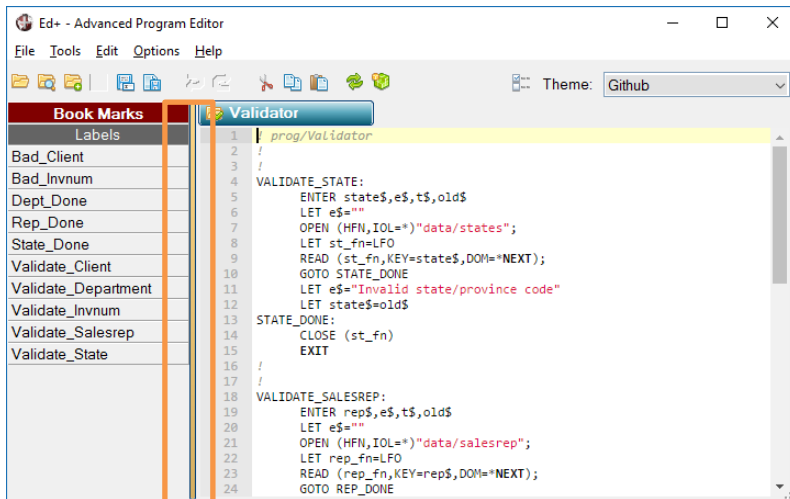 Ed+ - Advanced Program Editor
File Tools Edit Options Help
Theme: Github
Book Marks
Labels
Bad_Client
Bad_Invnum
Dept_Done
Rep_Done
State_Done
Validate_Client
Validate_Department
Validate_Invnum
Validate_Salesrep
Validate_State
Validator
1 ! prog/Validator
2 !
3 !
4 VALIDATE_STATE:
5 ENTER state$,e$,t$,old$
6 LET e$=""
7 OPEN (HFN,IOL=*)"data/states";
8 LET st_fn=LFO
9 READ (st_fn,KEY=state$,DOM=*NEXT);
10 GOTO STATE_DONE
11 LET e$="Invalid state/province code"
12 LET state$=old$
13 STATE_DONE:
14 CLOSE (st_fn)
15 EXIT
16 !
17 !
18 VALIDATE_SALESREP:
19 ENTER rep$,e$,t$,old$
20 LET e$=""
21 OPEN (HFN,IOL=*)"data/salesrep";
22 LET rep_fn=LFO
23 READ (rep_fn,KEY=rep$,DOM=*NEXT);
24 GOTO REP_DONE